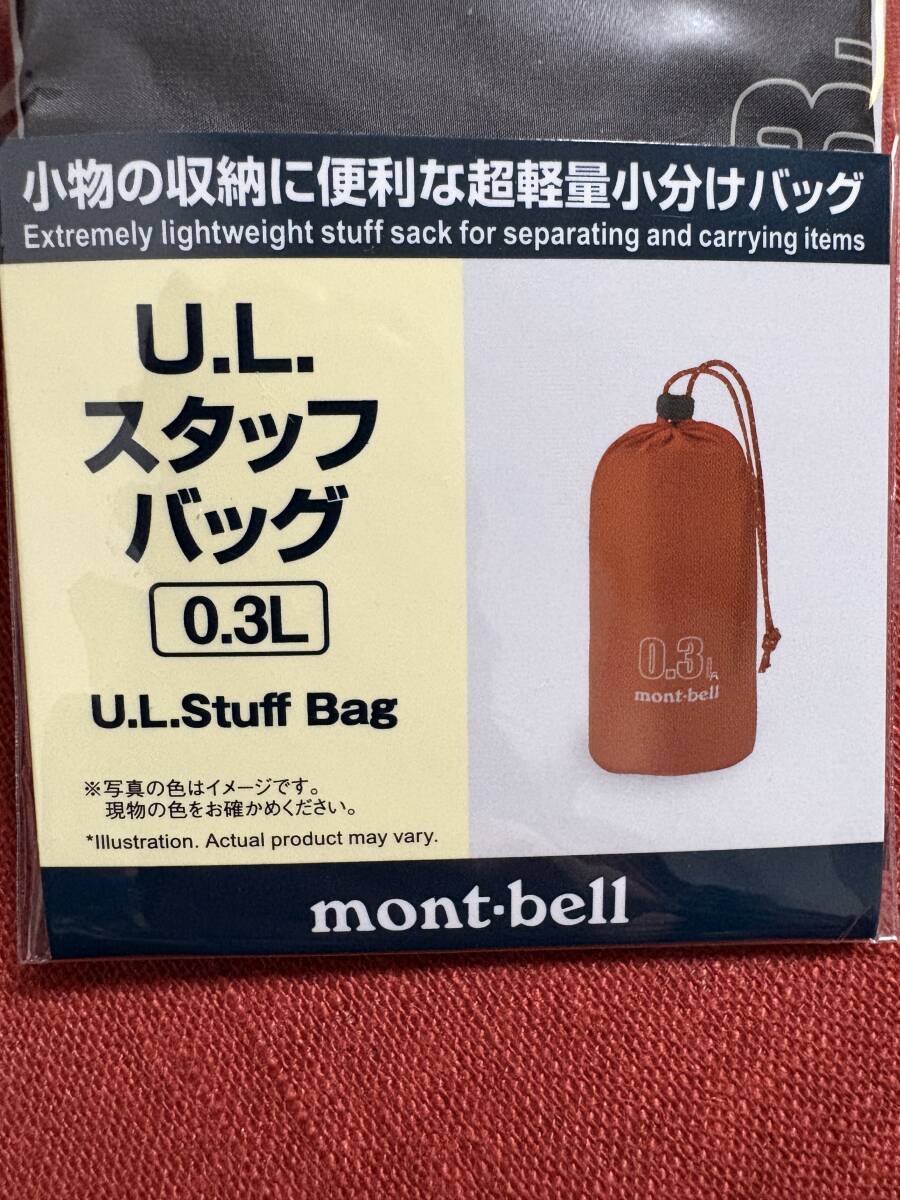 小物の収納に便利な超軽量小分けバッグ
Extremely lightweight stuff sack for separating and carrying items
U.L.
スタッフ
バッグ
0.3L
U.L.Stuff Bag
※写真の色はイメージです。
現物の色をお確かめください。
*Illustration. Actual product may vary.
0.3L
mont-bell
mont-bell